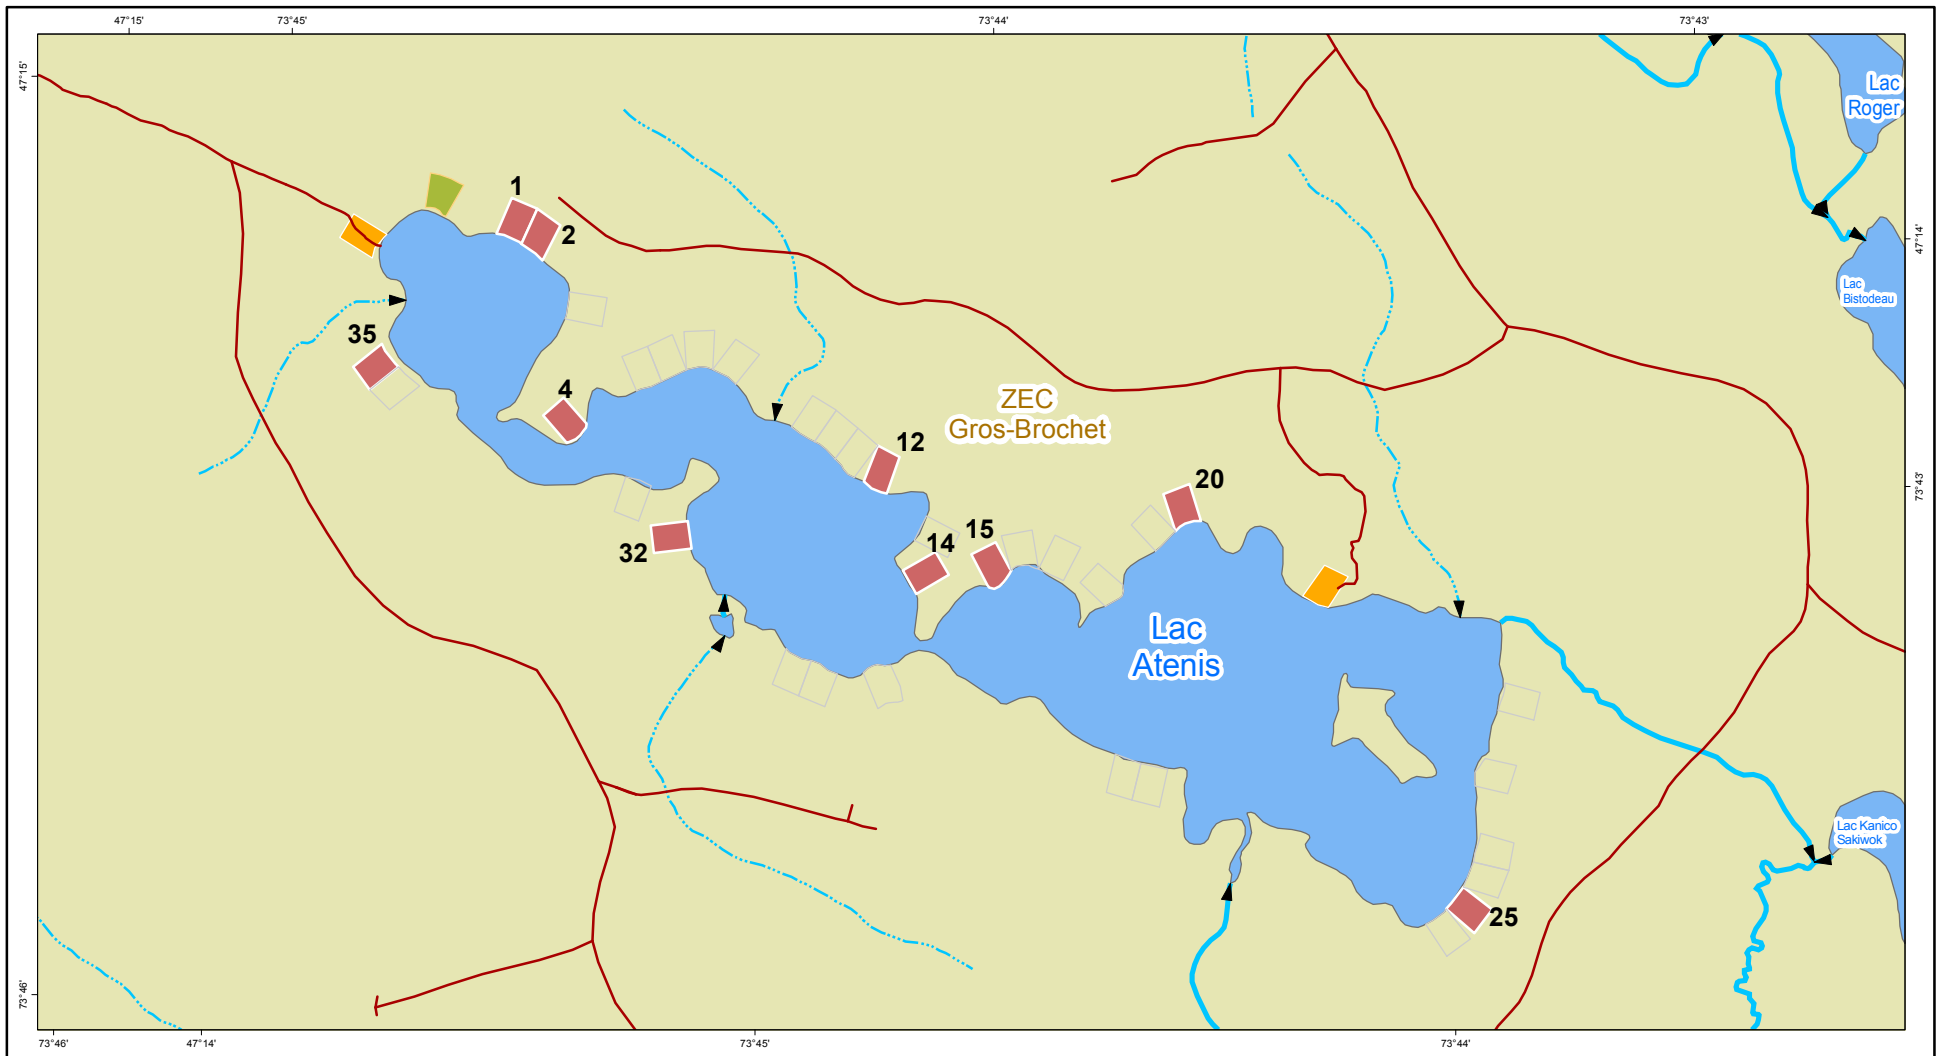 47°15'
73°45'
73°44'
73°43'
47°15'
Lac
Roger
1
2
47°14'
Lac
Bistodeau
35
4
ZEC
Gros-Brochet
12
20
73°43'
15
14
32
Lac
Atenis
Lac Kanico
Sakiwok
25
73°46'
73°46'
47°14'
73°45'
73°44'